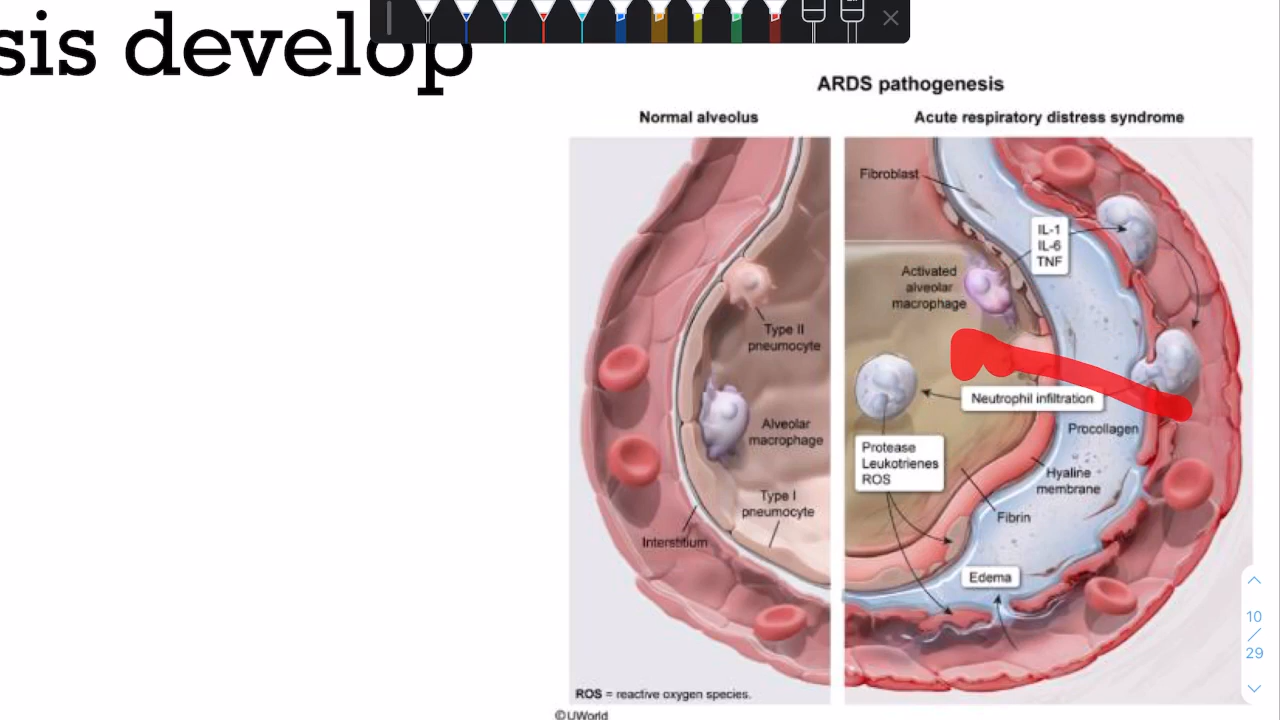 sis develop
ARDS pathogenesis
Normal alveolus
Acute respiratory distress syndrome
Fibroblast
IL-1
IL-6
TNF
Activated
alveolar
macrophage
Type II
pneumocyte
Neutrophil infiltration
Alveolar
macrophage
Procollagen
Protease
Leukotrienes
ROS
Hyaline
membrane
Type I
pneumocyte
Fibrin
Interstitium
Edema
10
/
29
ROS = reactive oxygen species.
©UWorld